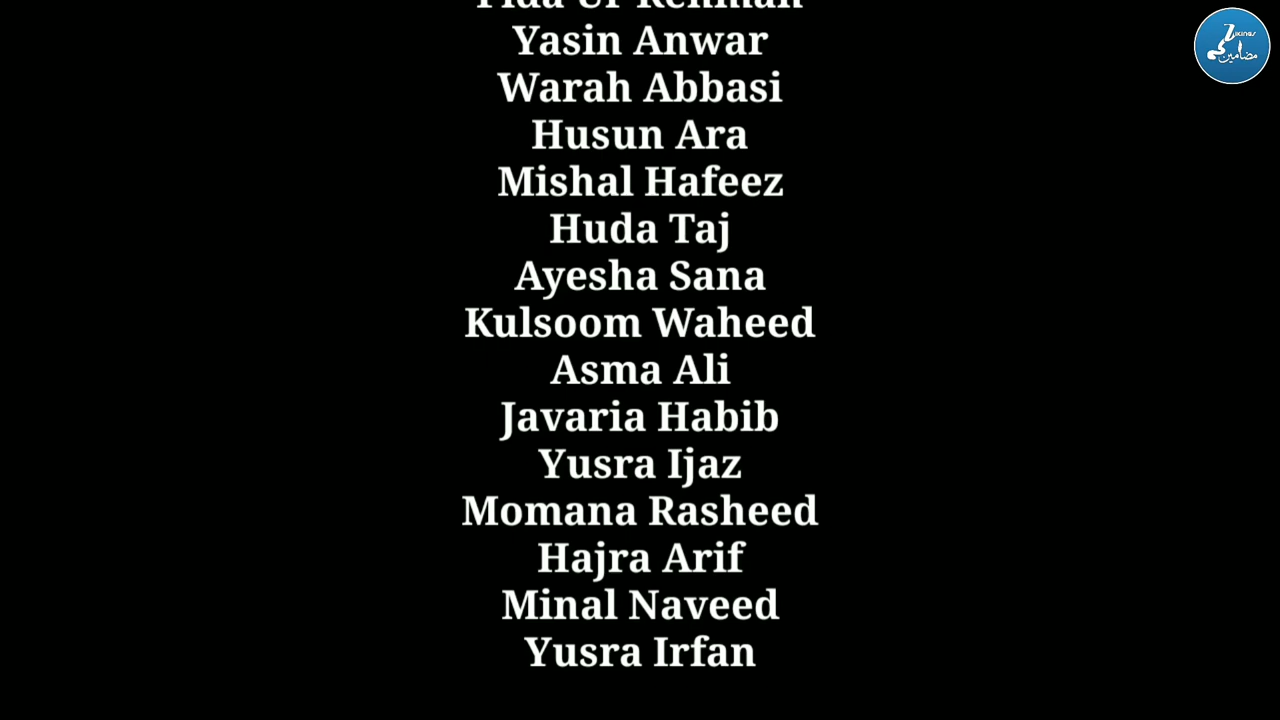 Yasin Anwar
Warah Abbasi
Husun Ara
Mishal Hafeez
Huda Taj
Ayesha Sana
Kulsoom Waheed
Asma Ali
Javaria Habib
Yusra Ijaz
Momana Rasheed
Hajra Arif
Minal Naveed
Yusra Irfan
مضامین